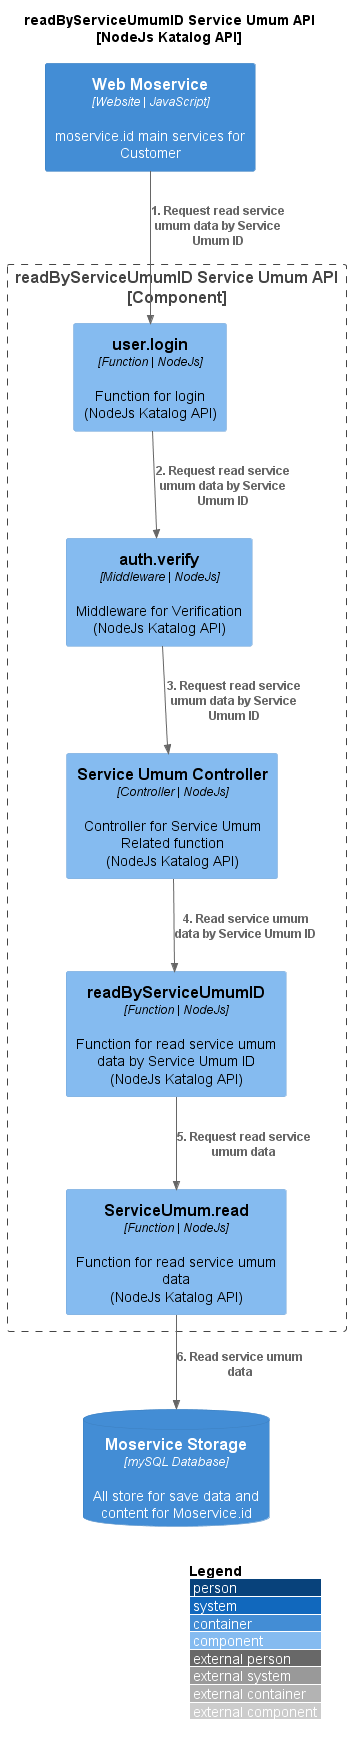 readByServiceUmumID Service Umum API
[NodeJs Katalog API]
Web Moservice
[Website | JavaScript]
moservice.id main services for
Customer
1. Request read service
umum data by Service
Umum ID
readByServiceUmumID Service Umum API
[Component]
user.login
[Function | NodeJs]
Function for login
(NodeJs Katalog API)
2. Request read service
umum data by Service
Umum ID
auth.verify
[Middleware | NodeJs]
Middleware for Verification
(NodeJs Katalog API)
3. Request read service
umum data by Service
Umum ID
Service Umum Controller
[Controller | NodeJs]
Controller for Service Umum
Related function
(NodeJs Katalog API)
4. Read service umum
data by Service Umum ID
readByServiceUmumID
[Function | NodeJs]
Function for read service umum
data by Service Umum ID
(NodeJs Katalog API)
5. Request read service
umum data
ServiceUmum.read
[Function | NodeJs]
Function for read service umum
data
(NodeJs Katalog API)
6. Read service umum
data
Moservice Storage
[mySQL Database]
All store for save data and
content for Moservice.id
Legend
person
system
container
component
external person
external system
external container
external component